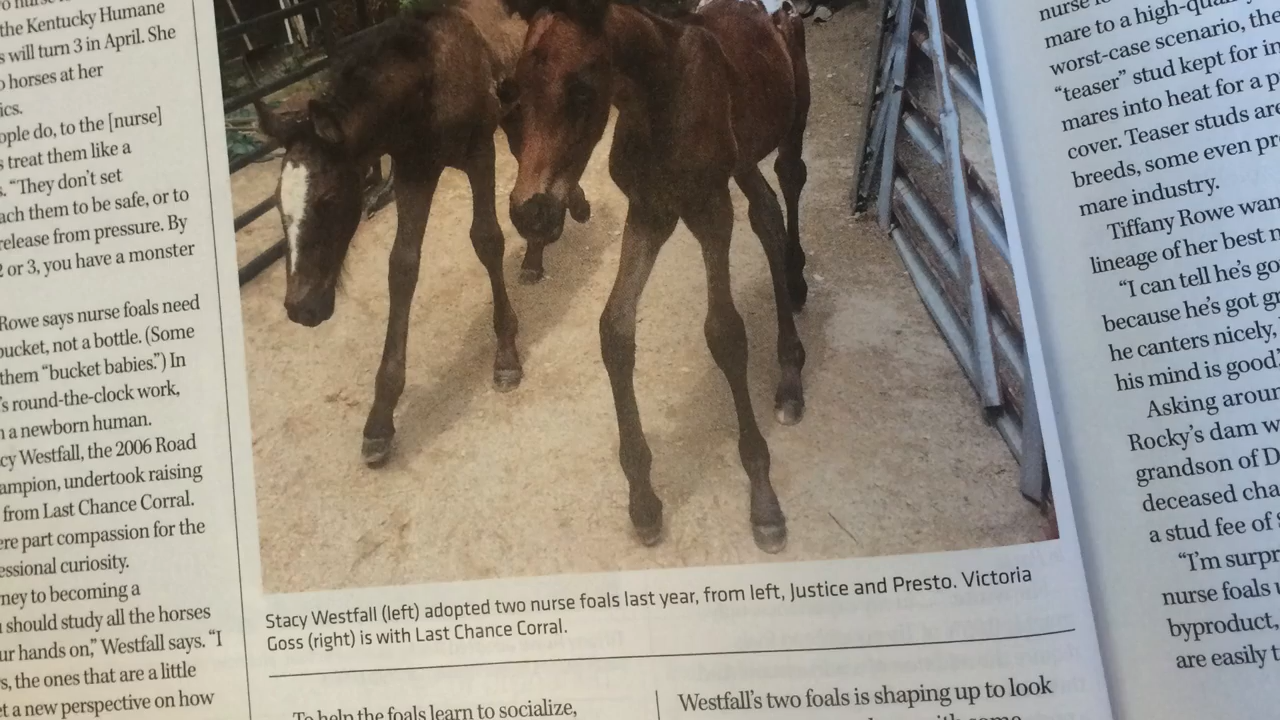 the Kentucky Humane
will turn 3 in April. She
horses at her
ople do, to the [nurse]
treat them like a
"They don't set
ach them to be safe, or to
release from pressure. By
or 3, you have a monster
Rowe says nurse foals need
bucket, not a bottle. (Some
them "bucket babies.") In
's round-the-clock work,
a newborn human.
cy Westfall, the 2006 Road
ampion, undertook raising
from Last Chance Corral.
ere part compassion for the
essional curiosity.
ney to becoming a
should study all the horses
ur hands on," Westfall says. "I
s, the ones that are a little
et a new perspective on how
Stacy Westfall (left) adopted two nurse foals last year, from left, Justice and Presto. Victoria
Goss (right) is with Last Chance Corral.
To help the foals learn to socialize,
Westfall's two foals is shaping up to look
nurse
mare to a high-qual
worst-case scenario, the
"teaser" stud kept for in
mares into heat for a p
cover. Teaser studs are
breeds, some even pr
mare industry.
Tiffany Rowe wan
lineage of her best n
"I can tell he's go
because he's got gr
he canters nicely,
his mind is good,
Asking aroun
Rocky's dam w
grandson of D
deceased cha
a stud fee of
"I'm surpr
nurse foals
byproduct,
are easily t